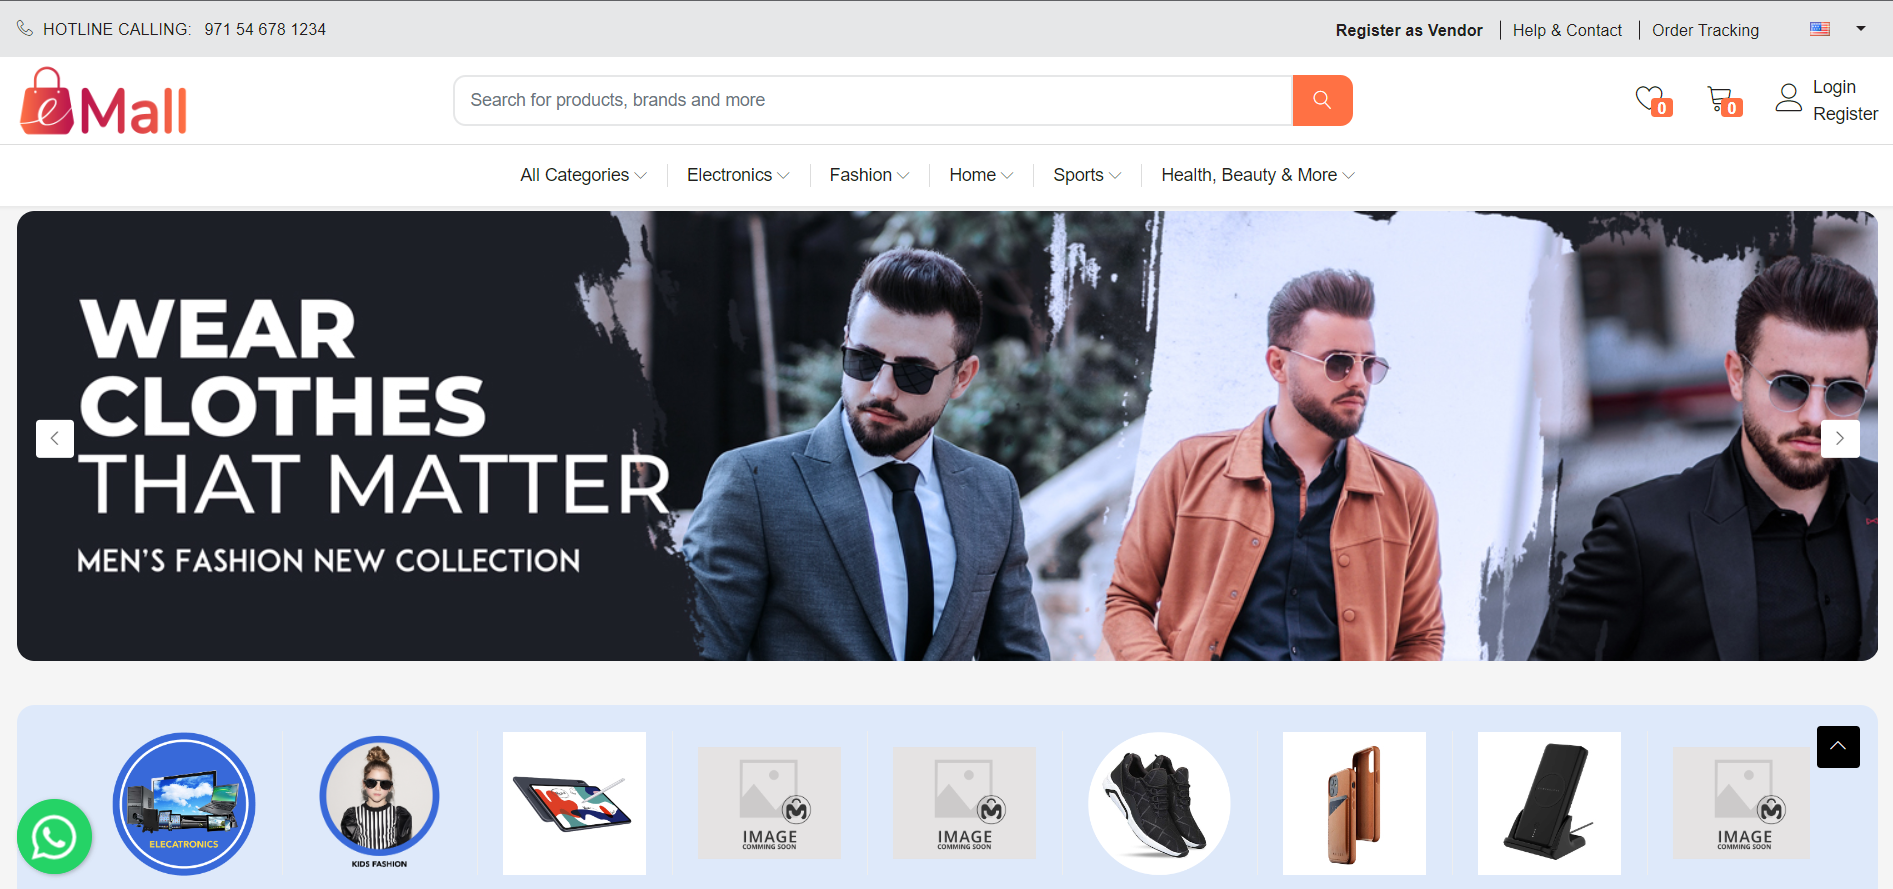 HOTLINE CALLING: 971 54 678 1234
Register as Vendor
Help & Contact
Order Tracking
eMall
Search for products, brands and more
0
0
Login
Register
All Categories
Electronics
Fashion
Home
Sports
Health, Beauty & More
WEAR
CLOTHES
THAT MATTER
MEN'S FASHION NEW COLLECTION
ELECATRONICS
KIDS FASHION
IMAGE
COMMING SOON
IMAGE
COMMING SOON
IMAGE
COMMING SOON